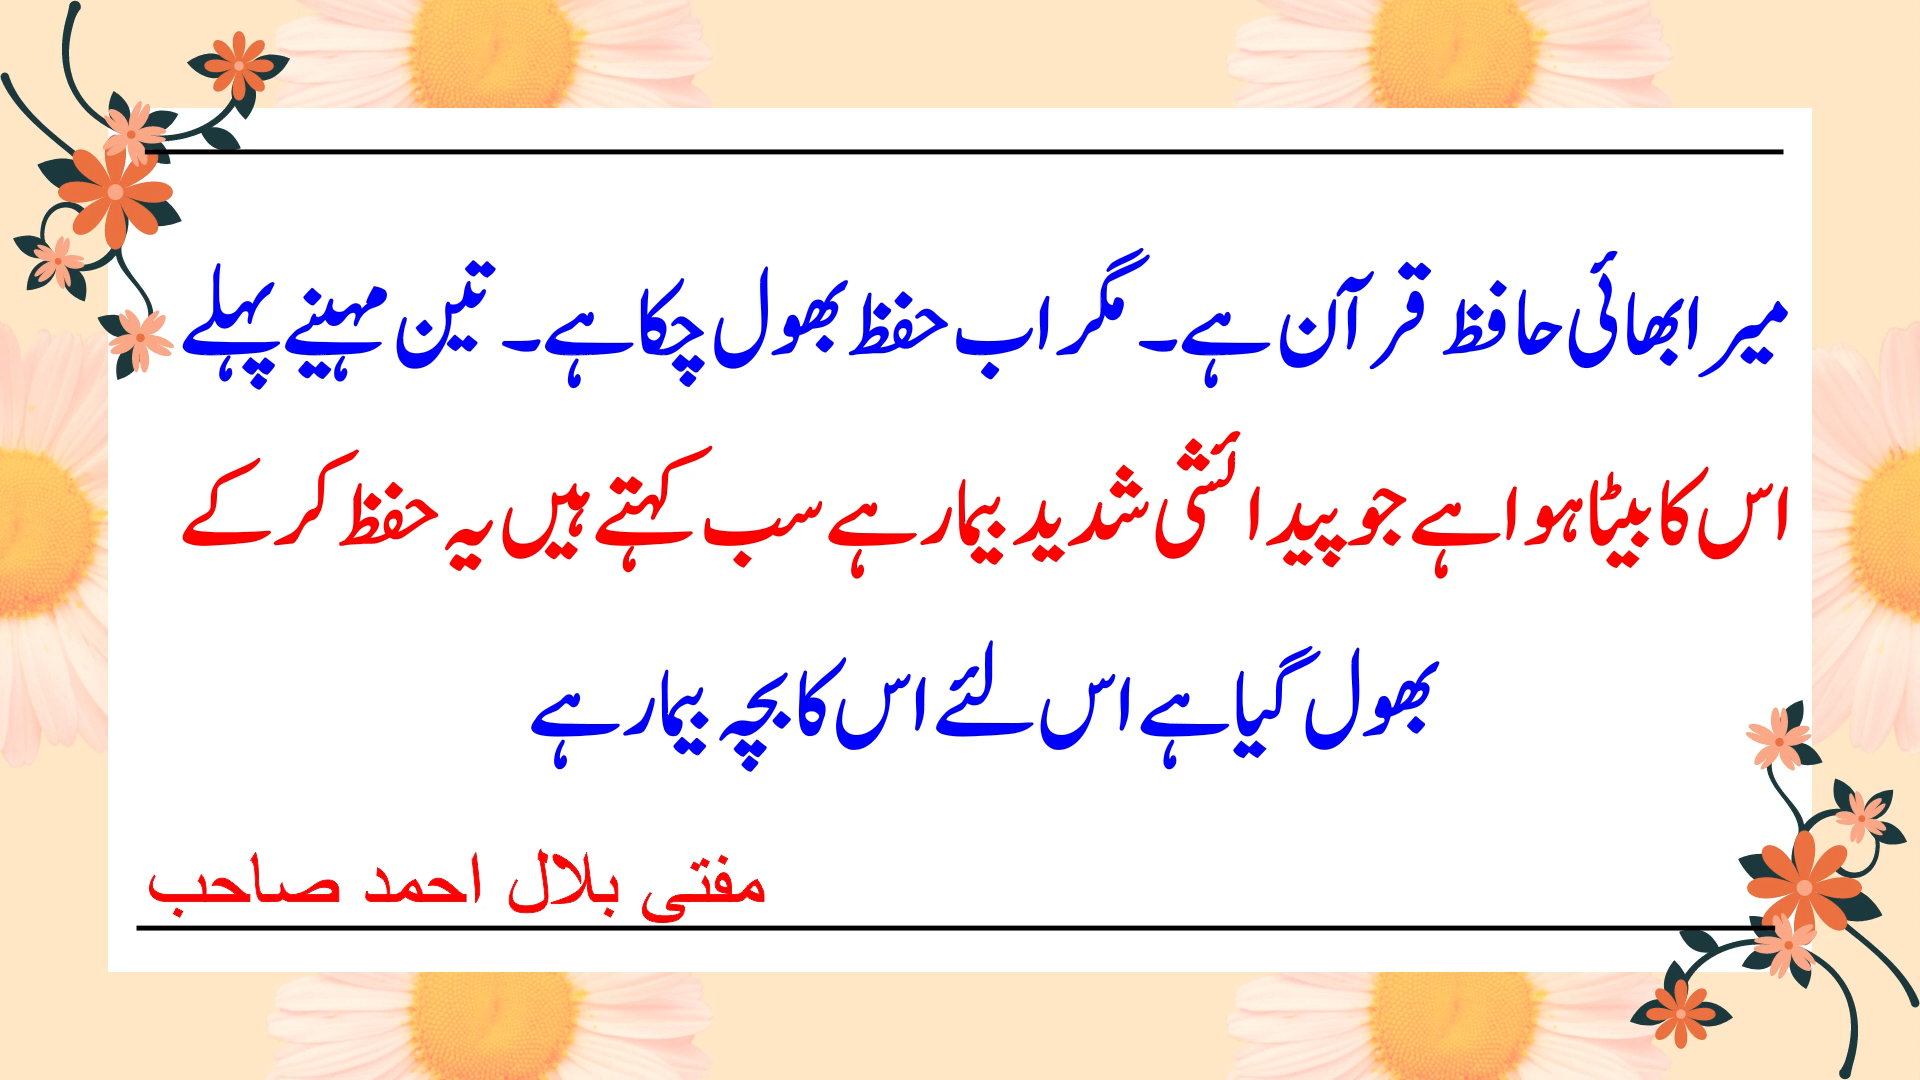 میرا بھائی حافظ قرآن ہے۔ مگر اب حفظ بھول چکا ہے۔ تین مہینے پہلے
اس کا بیٹا ہوا ہے جو پیدائشی شدید بیمار ہے سب کہتے ہیں یہ حفظ کر کے
بھول گیا ہے اس لئے اس کا بچہ بیمار ہے
مفتی بلال احمد صاحب